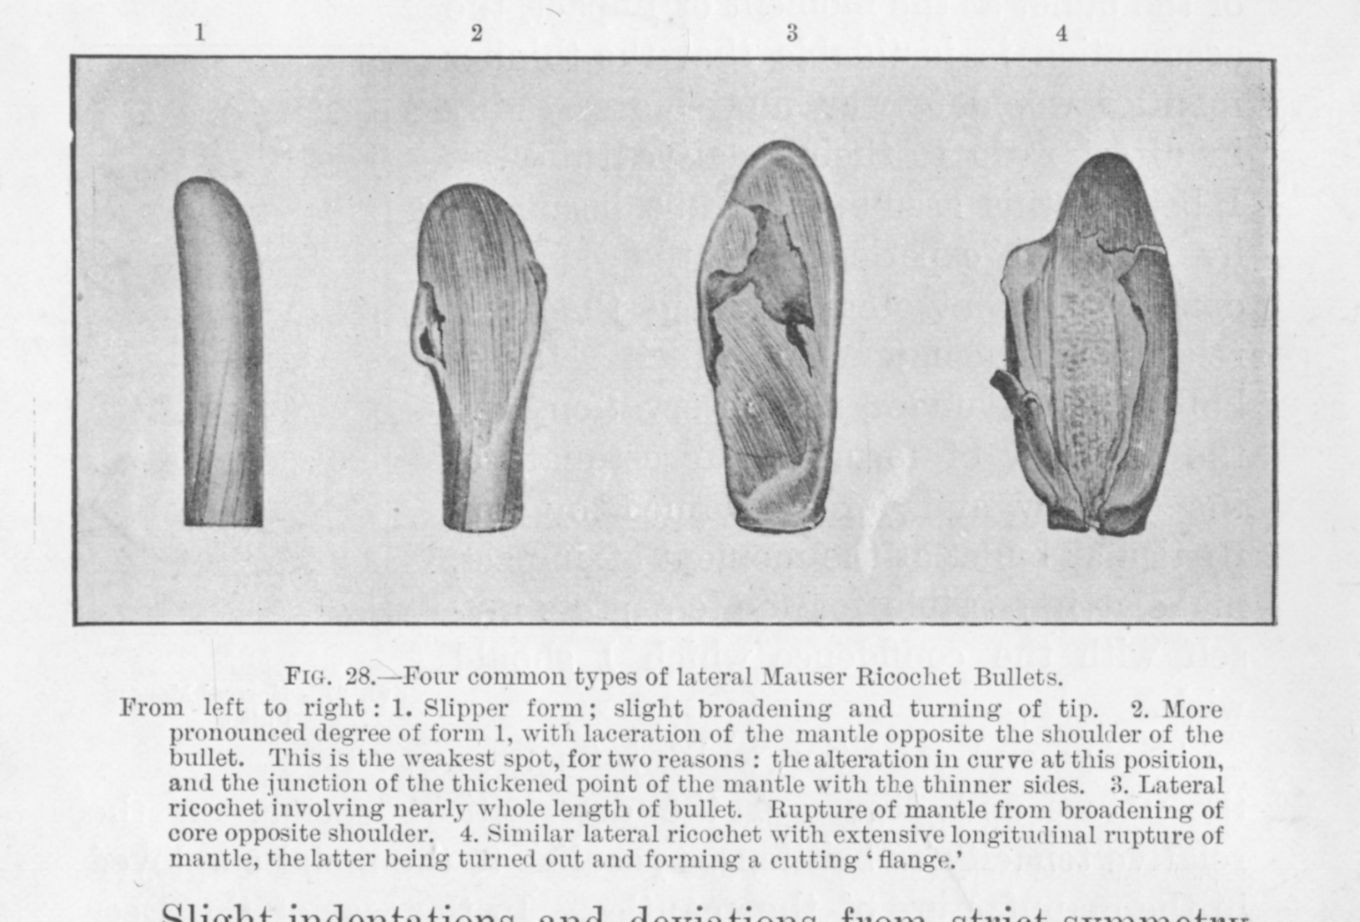 1 2 3 4
Fig. 28.—Four common types of lateral Mauser Ricochet Bullets.
From left to right : 1. Slipper form; slight broadening and turning of tip. 2. More
pronounced degree of form 1, with laceration of the mantle opposite the shoulder of the
bullet. This is the weakest spot, for two reasons : the alteration in curve at this position,
and the junction of the thickened point of the mantle with the thinner sides. 3. Lateral
ricochet involving nearly whole length of bullet. Rupture of mantle from broadening of
core opposite shoulder. 4. Similar lateral ricochet with extensive longitudinal rupture of
mantle, the latter being turned out and forming a cutting ‘flange.’
Slight indentations and deviations from strict symmetry